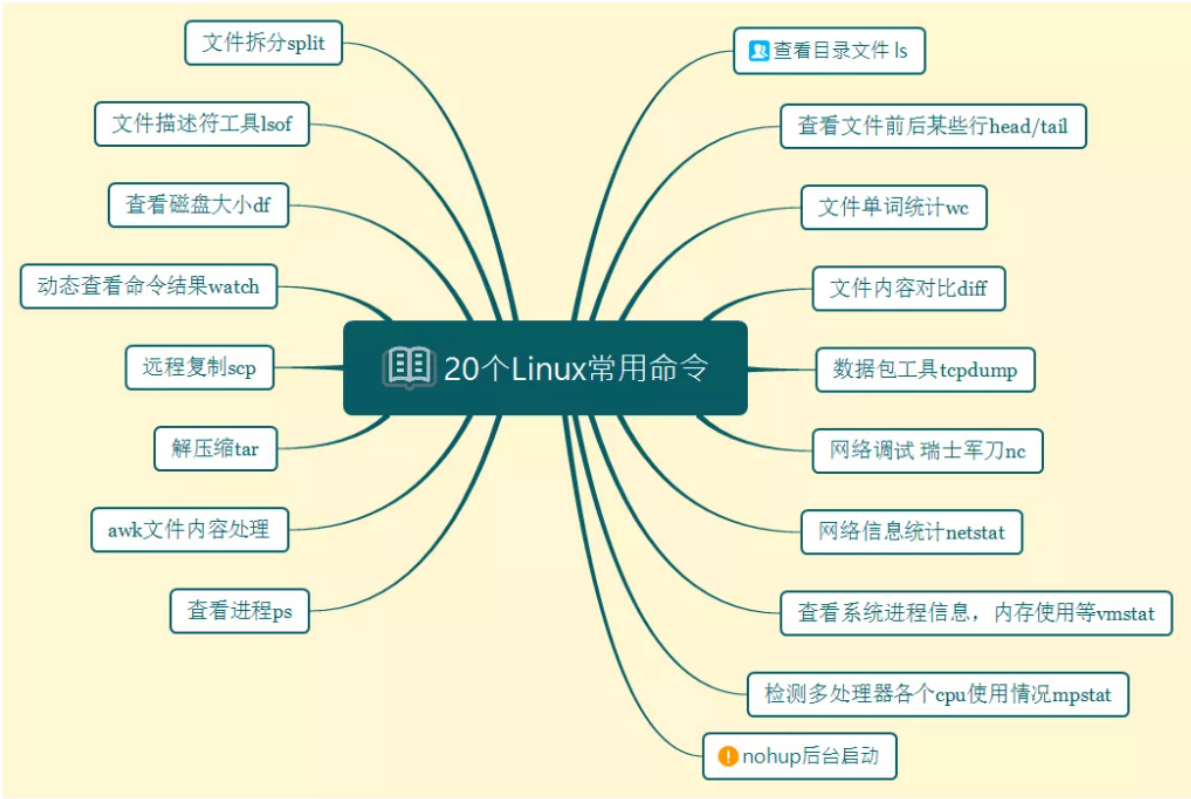 20个Linux常用命令
查看目录文件 ls
查看文件前后某些行head/tail
文件单词统计wc
文件内容对比diff
数据包工具tcpdump
网络调试 瑞士军刀nc
网络信息统计netstat
查看系统进程信息，内存使用等vmstat
检测多处理器各个cpu使用情况mpstat
nohup后台启动
文件拆分split
文件描述符工具lsof
查看磁盘大小df
动态查看命令结果watch
远程复制scp
解压缩tar
awk文件内容处理
查看进程ps